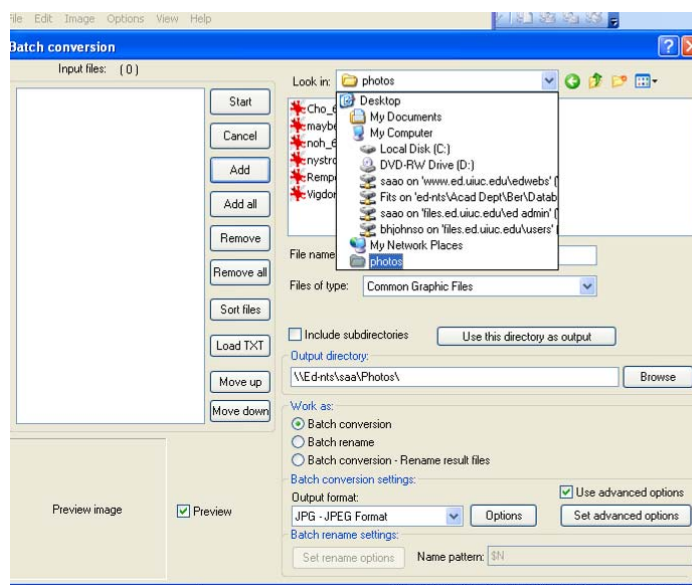 File Edit Image Options View Help
Batch conversion
Input files: ( 0 )
Start
Cancel
Add
Add all
Remove
Remove all
Sort files
Load TXT
Move up
Move down
Preview image
Preview
Look in: photos
Desktop
My Documents
My Computer
Local Disk (C:)
DVD-RW Drive (D:)
saao on 'www.ed.uiuc.edu\edwebs' (
Fits on 'ed-nts\Acad Dept\Ber\Datab
saao on 'files.ed.uiuc.edu\ed admin' (
bhjohnso on 'files.ed.uiuc.edu\users' (
My Network Places
photos
Cho_6
maybe
noh_6
nystro
Rempe
Vigdor
File name
Files of type: Common Graphic Files
Include subdirectories
Use this directory as output
Output directory:
\\Ed-nts\saa\Photos\
Browse
Work as:
Batch conversion
Batch rename
Batch conversion - Rename result files
Batch conversion settings:
Use advanced options
Output format:
JPG - JPEG Format
Options
Set advanced options
Batch rename settings:
Set rename options
Name pattern: $N